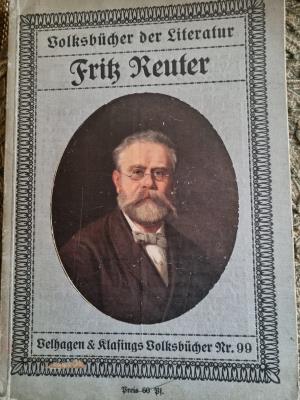 Volksbücher der Literatur
Fritz Reuter
Velhagen & Klasings Volksbücher Nr. 99
Preis 60 Pf.